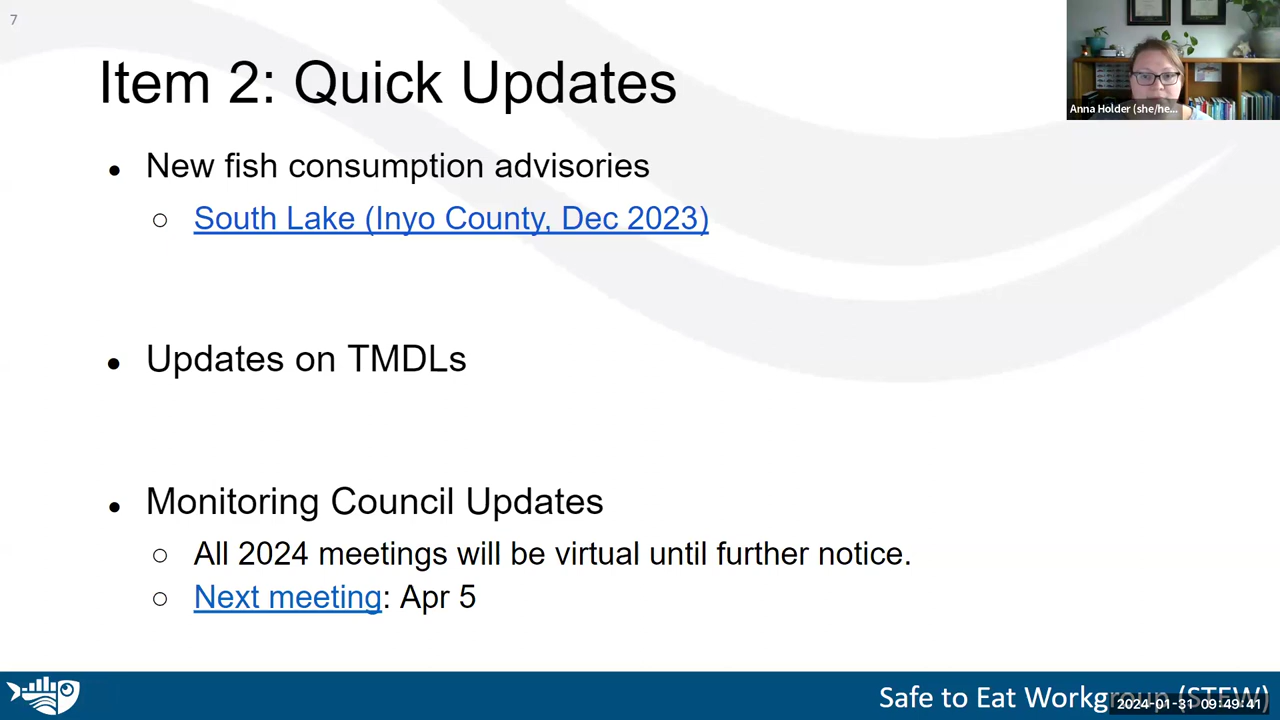 7
Item 2: Quick Updates
Anna Holder (she/he...
● New fish consumption advisories
○ South Lake (Inyo County, Dec 2023)
● Updates on TMDLs
● Monitoring Council Updates
○ All 2024 meetings will be virtual until further notice.
○ Next meeting: Apr 5
Safe to Eat Workgroup (STEW)
2024-01-31 09:49:41